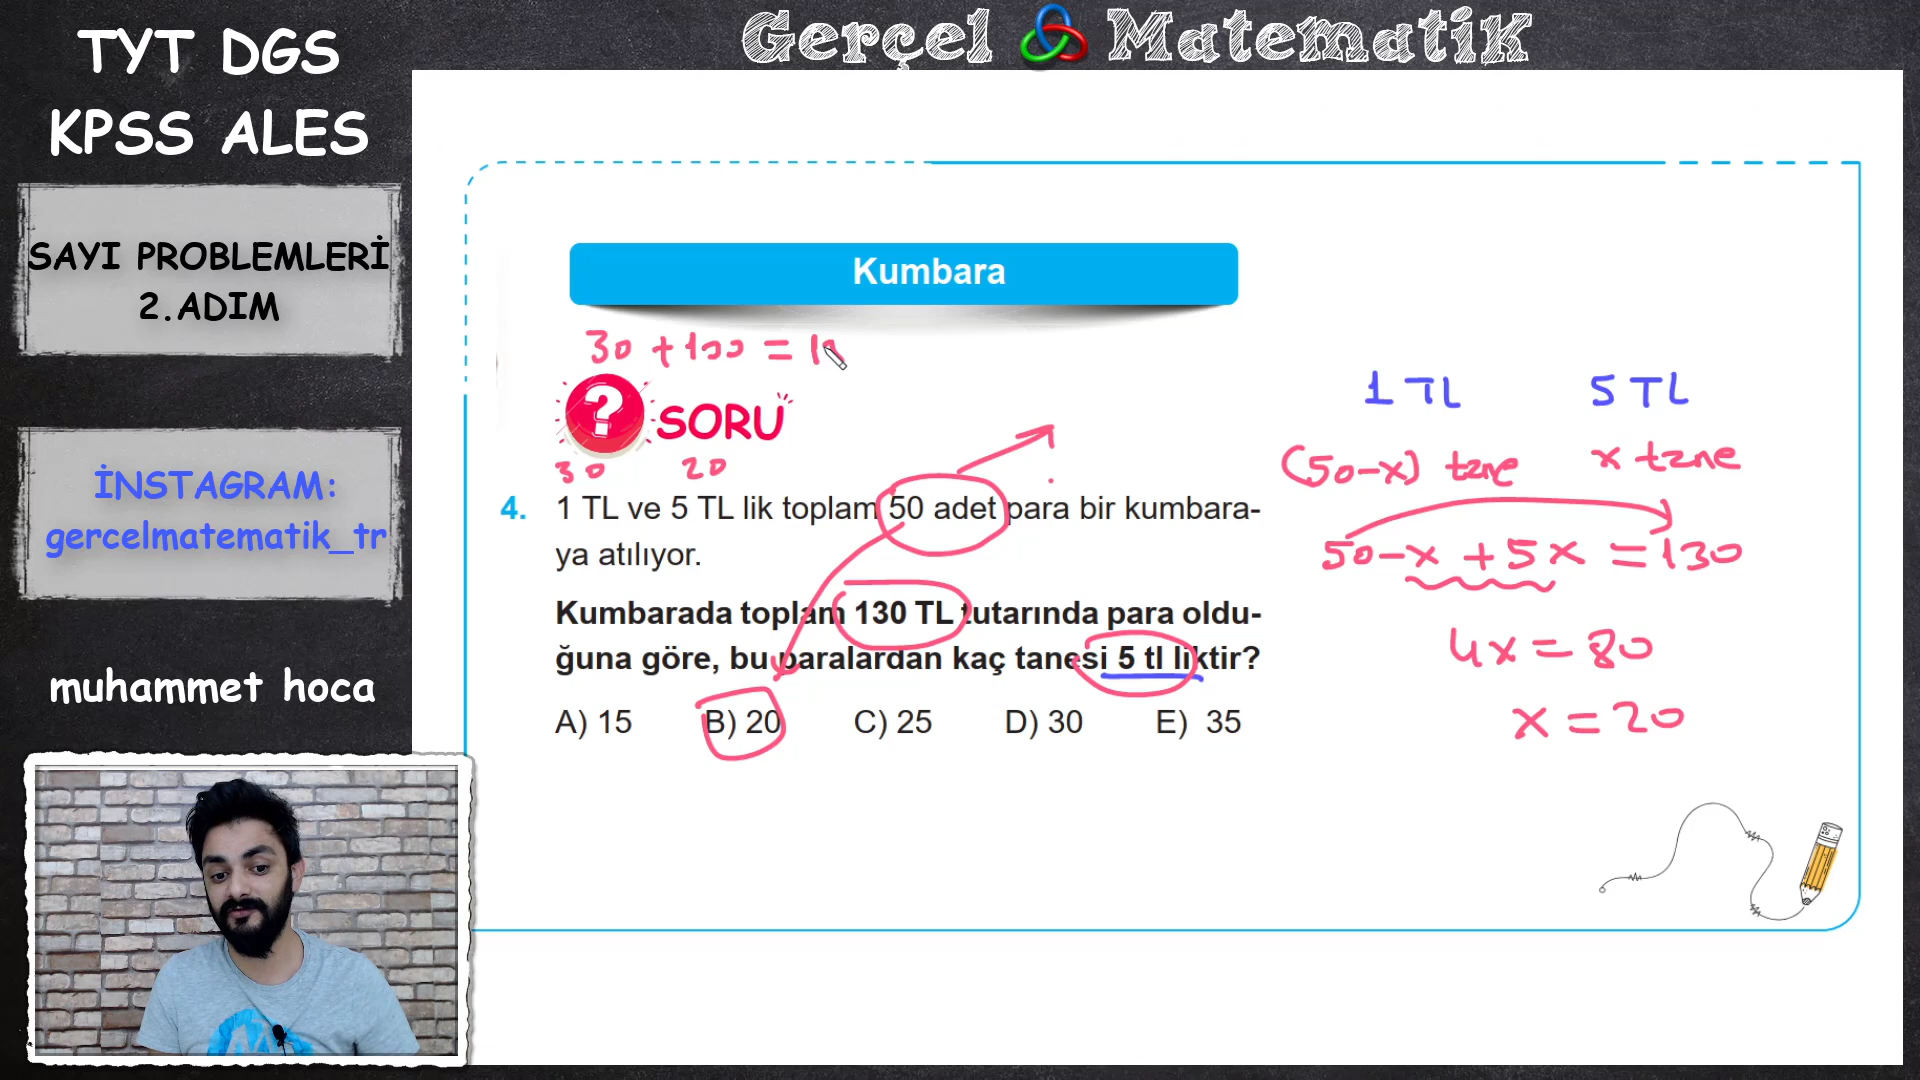 TYT DGS
KPSS ALES
SAYI PROBLEMLERİ
2.ADIM
İNSTAGRAM:
gercelmatematik_tr
muhammet hoca
Gerçel Matematik
Kumbara
30 + 100 =
? SORU
30 20
4. 1 TL ve 5 TL lik toplam 50 adet para bir kumbara-
ya atılıyor.
Kumbarada toplam 130 TL tutarında para oldu-
ğuna göre, bu paralardan kaç tanesi 5 tl liktir?
A) 15 B) 20 C) 25 D) 30 E) 35
1 TL 5 TL
(50-x) tane x tane
50-x + 5x = 130
4x = 80
x = 20